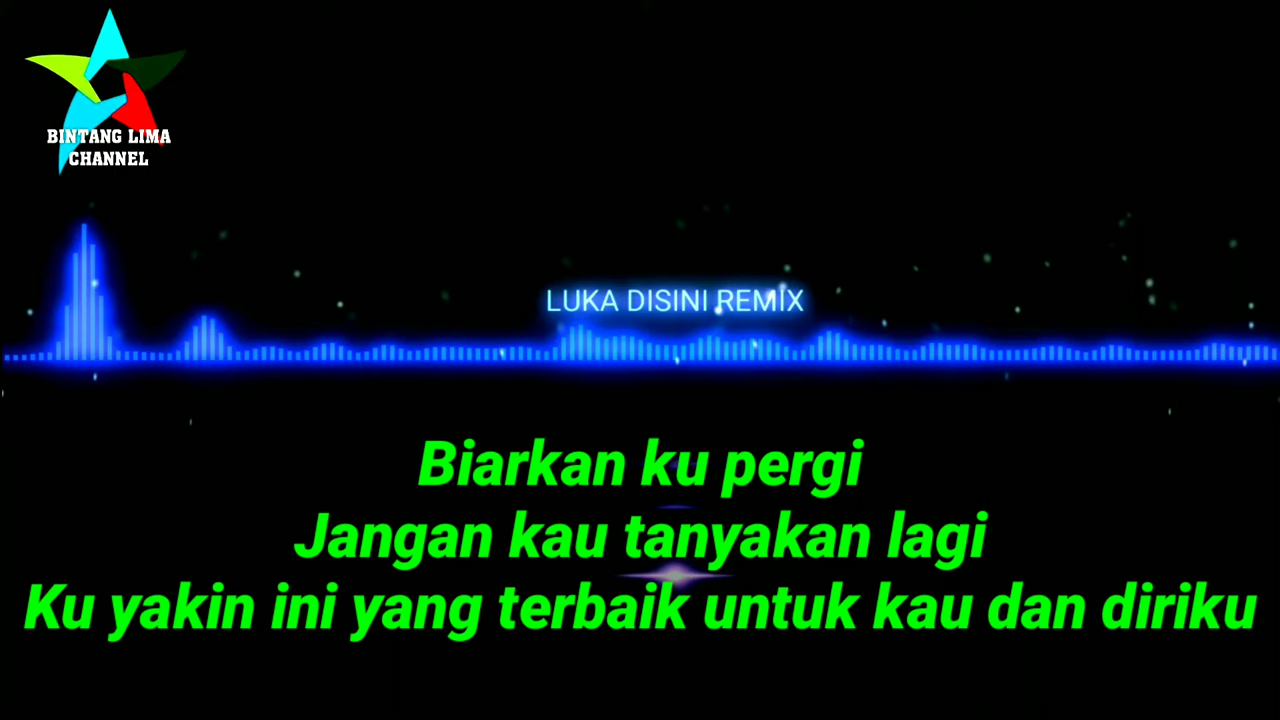 BINTANG LIMA
CHANNEL
LUKA DISINI REMIX
Biarkan ku pergi
Jangan kau tanyakan lagi
Ku yakin ini yang terbaik untuk kau dan diriku